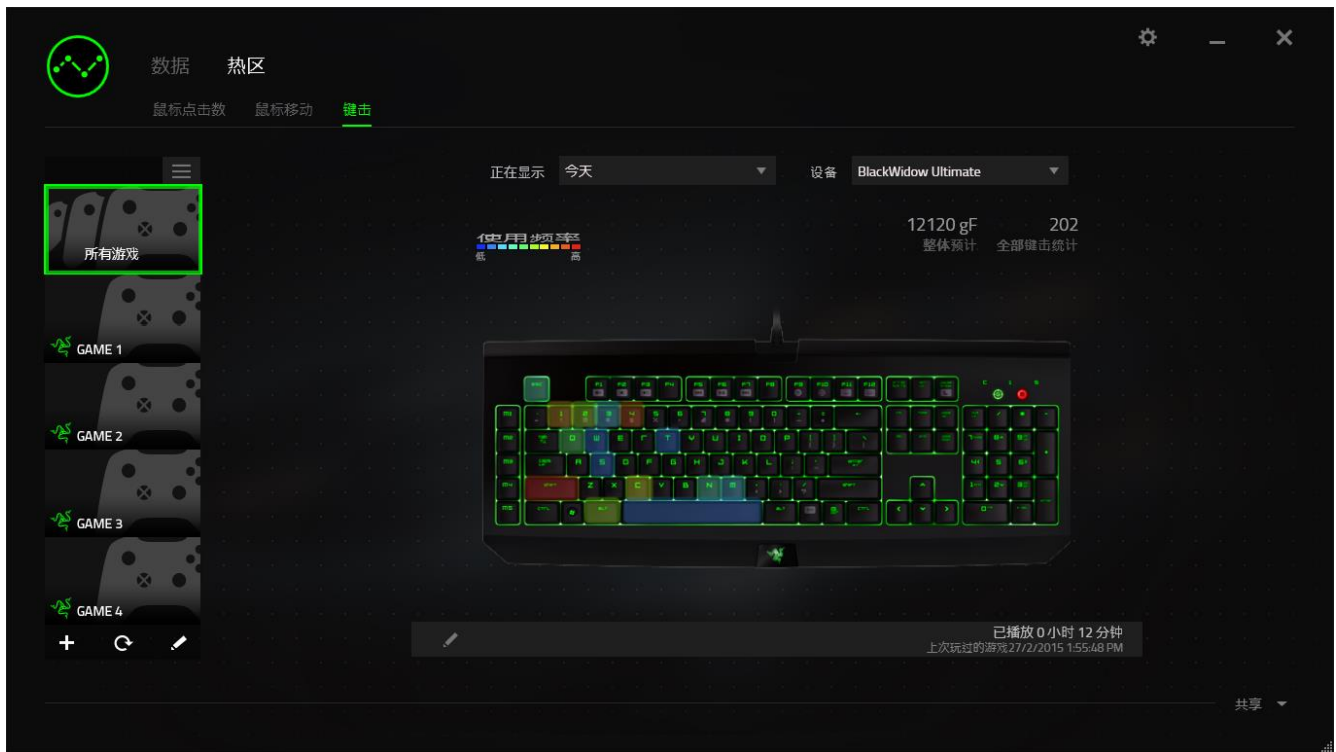 数据 热区
鼠标点击数 鼠标移动 键击
正在显示 今天 设备 BlackWidow Ultimate
使用频率
低 高
12120 gF 202
整体预计 全部键击统计
所有游戏
GAME 1
GAME 2
GAME 3
GAME 4
已播放 0 小时 12 分钟
上次玩过的游戏27/2/2015 1:55:48 PM
共享